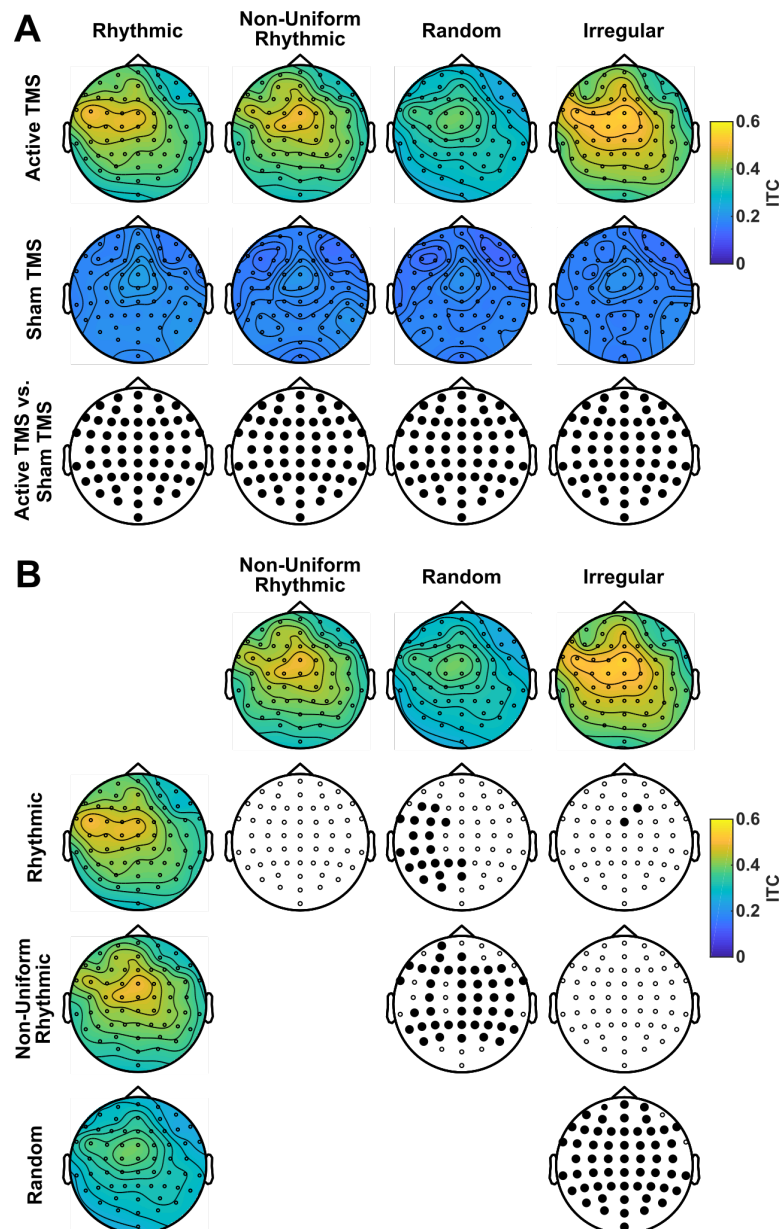 A
Rhythmic
Non-Uniform
Rhythmic
Random
Irregular
Active TMS
0.6
0.4
0.2
0
ITC
Sham TMS
Active TMS vs.
Sham TMS
B
Non-Uniform
Rhythmic
Random
Irregular
Rhythmic
0.6
0.4
0.2
0
ITC
Non-Uniform
Rhythmic
Random